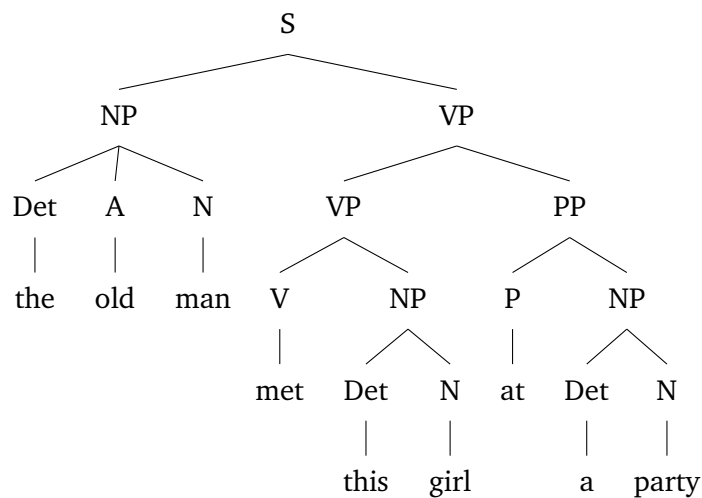 S
NP VP
Det A N VP PP
the old man V NP P NP
met Det N at Det N
this girl a party